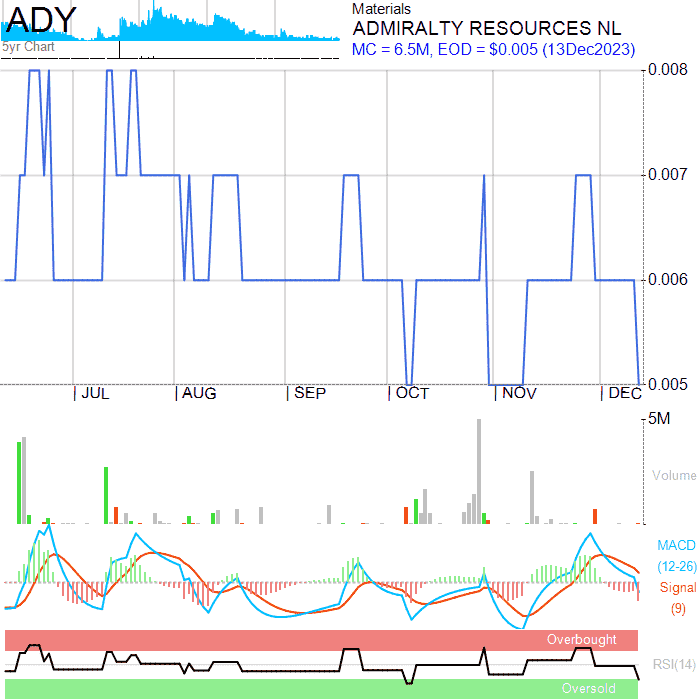 ADY
5yr Chart
Materials
ADMIRALTY RESOURCES NL
MC = 6.5M, EOD = $0.005 (13Dec2023)
0.008
0.007
0.006
0.005
JUL
AUG
SEP
OCT
NOV
DEC
5M
Volume
MACD
(12-26)
Signal
(9)
Overbought
RSI(14)
Oversold